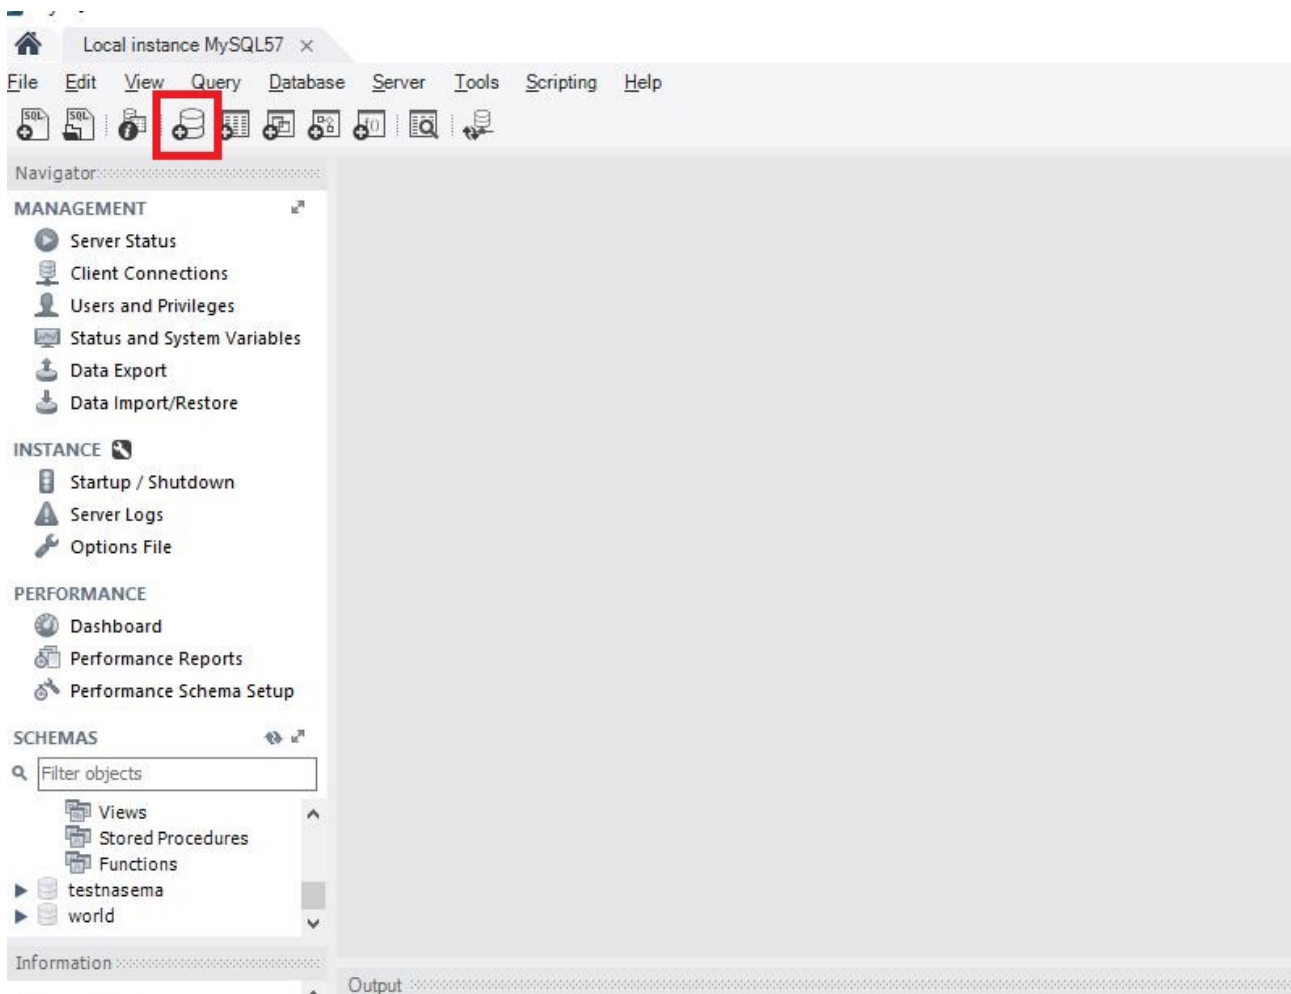 Local instance MySQL57 ×
File Edit View Query Database Server Tools Scripting Help
SQL SQL
Navigator
MANAGEMENT
Server Status
Client Connections
Users and Privileges
Status and System Variables
Data Export
Data Import/Restore
INSTANCE
Startup / Shutdown
Server Logs
Options File
PERFORMANCE
Dashboard
Performance Reports
Performance Schema Setup
SCHEMAS
Filter objects
Views
Stored Procedures
Functions
testnasema
world
Information
Output